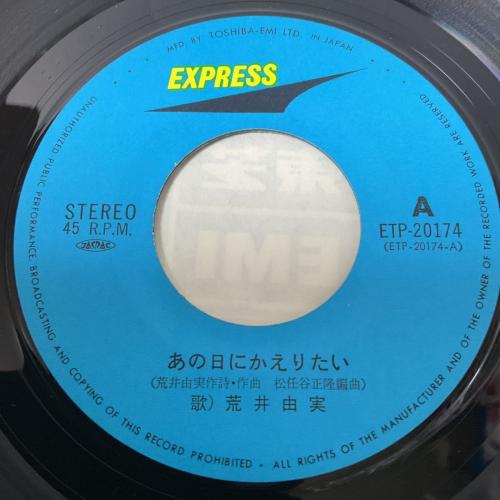 MFD. BY TOSHIBA-EMI LTD. IN JAPAN
EXPRESS
STEREO
45 R.P.M.
A
ETP-20174
(ETP-20174-A)
あの日にかえりたい
(荒井由実作詩・作曲 松任谷正隆編曲)
歌) 荒井由実
UNAUTHORIZED PUBLIC PERFORMANCE, BROADCASTING AND COPYING OF THIS RECORD PROHIBITED - ALL RIGHTS OF THE MANUFACTURER AND OF THE OWNER OF THE RECORDED WORK ARE RESERVED